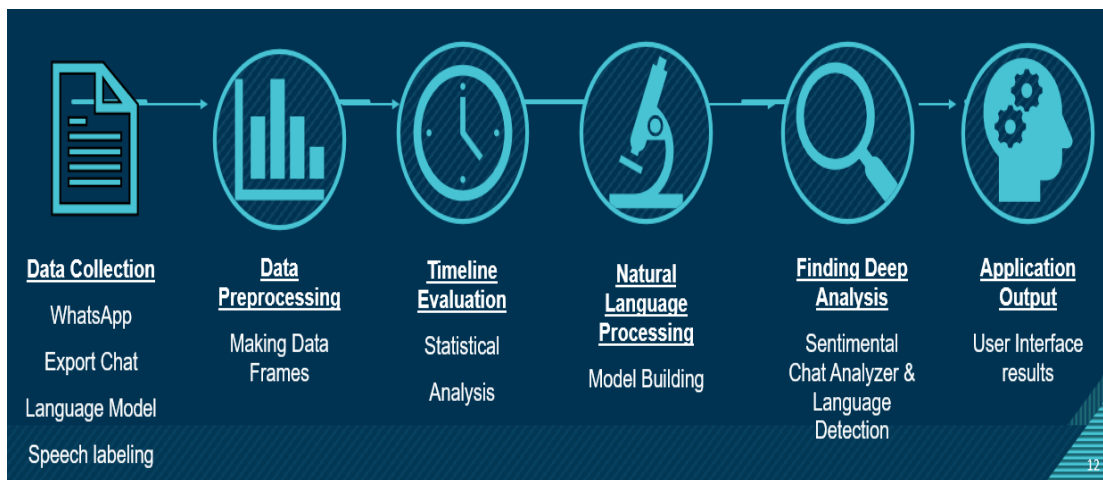 Data Collection
WhatsApp
Export Chat
Language Model
Speech labeling
Data
Preprocessing
Making Data
Frames
Timeline
Evaluation
Statistical
Analysis
Natural
Language
Processing
Model Building
Finding Deep
Analysis
Sentimental
Chat Analyzer &
Language
Detection
Application
Output
User Interface
results
12